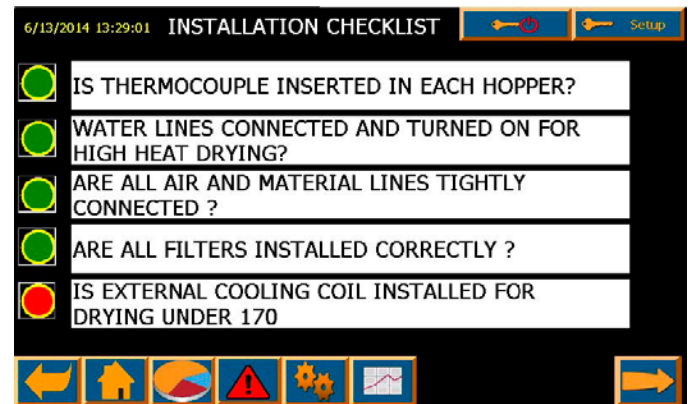 6/13/2014 13:29:01 INSTALLATION CHECKLIST Setup
IS THERMOCOUPLE INSERTED IN EACH HOPPER?
WATER LINES CONNECTED AND TURNED ON FOR
HIGH HEAT DRYING?
ARE ALL AIR AND MATERIAL LINES TIGHTLY
CONNECTED ?
ARE ALL FILTERS INSTALLED CORRECTLY ?
IS EXTERNAL COOLING COIL INSTALLED FOR
DRYING UNDER 170